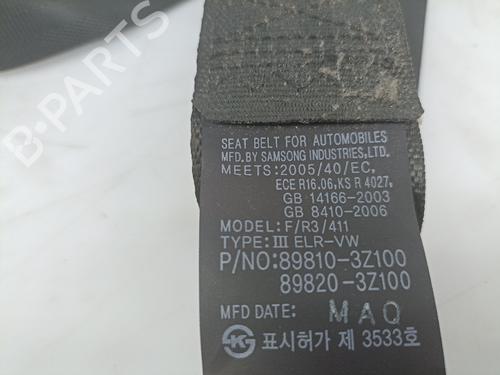 B-PARTS
SEAT BELT FOR AUTOMOBILES
MFD.BY SAMSONG INDUSTRIES,LTD.
MEETS:2005/40/EC,
ECE R16.06,KS R 4027,
GB 14166-2003
GB 8410-2006
MODEL: F/R3/411
TYPE: III ELR-VW
P/NO:89810-3Z100
89820-3Z100
MFD DATE: MAO
표시허가 제 3533호